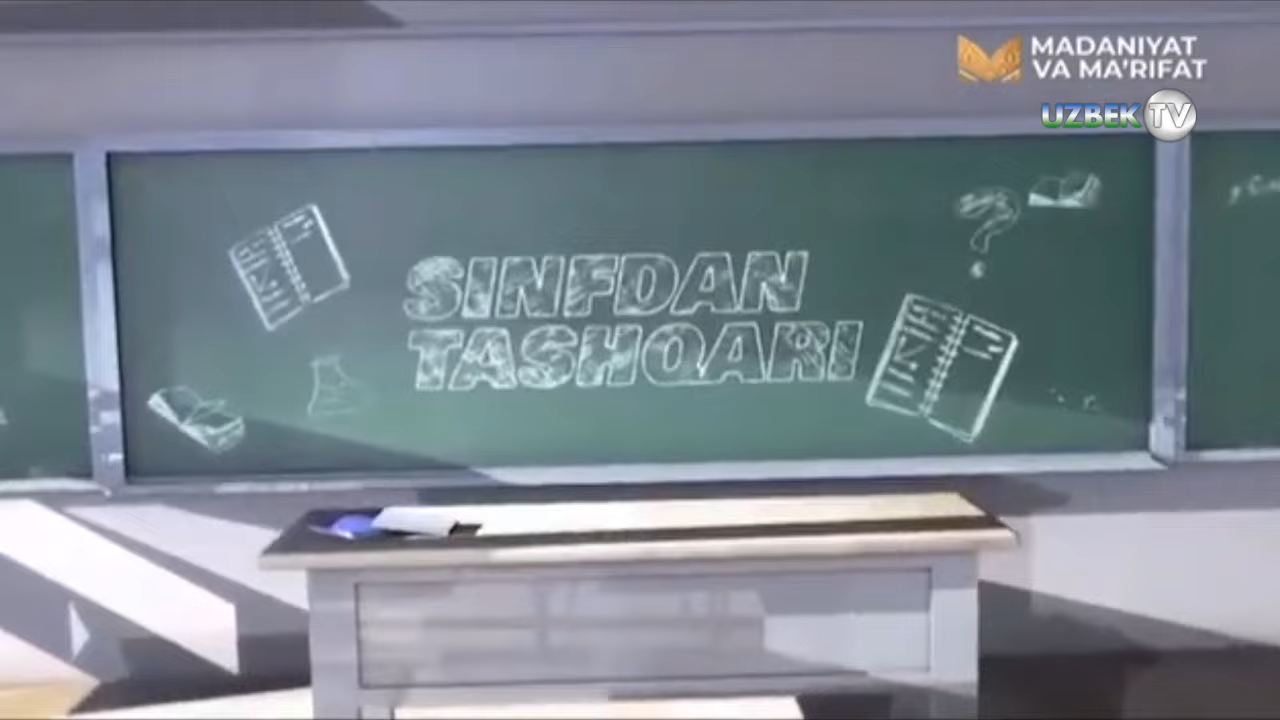 MADANIYAT
VA MA'RIFAT
UZBEK TV
SINFDAN
TASHQARI